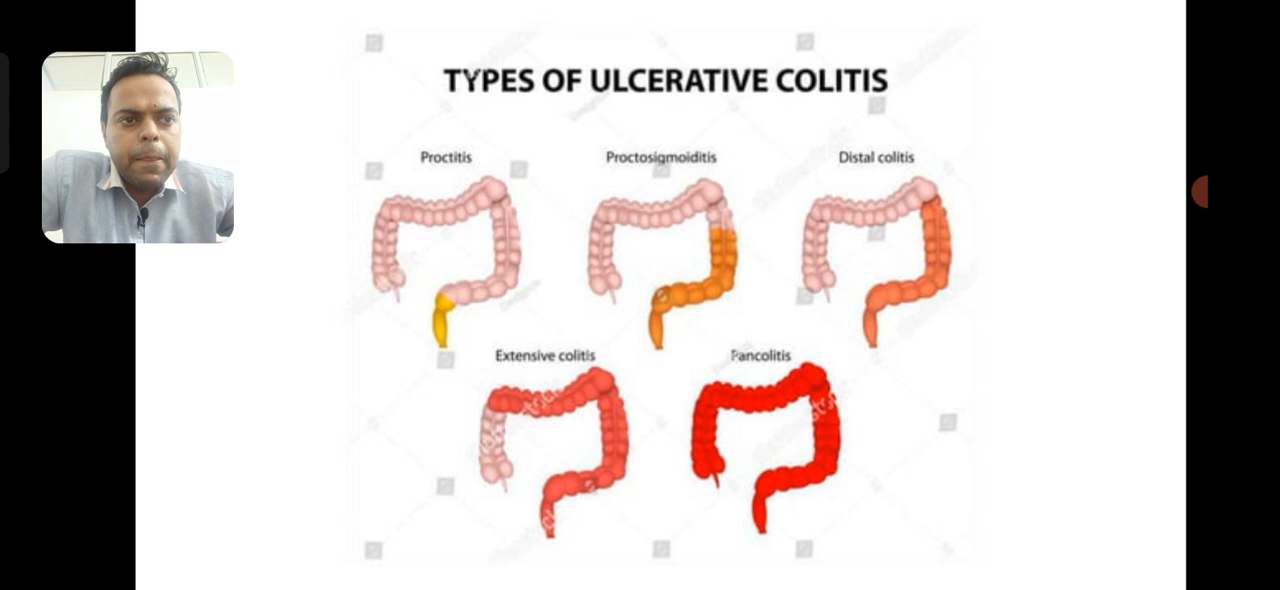 TYPES OF ULCERATIVE COLITIS
Proctitis
Proctosigmoiditis
Distal colitis
Extensive colitis
Pancolitis